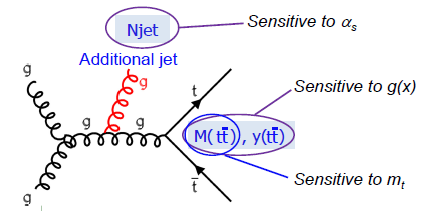 Njet
Sensitive to αs
Additional jet
g
g
t
Sensitive to g(x)
g
g
M(tt̄), y(tt̄)
t̄
Sensitive to mt
g